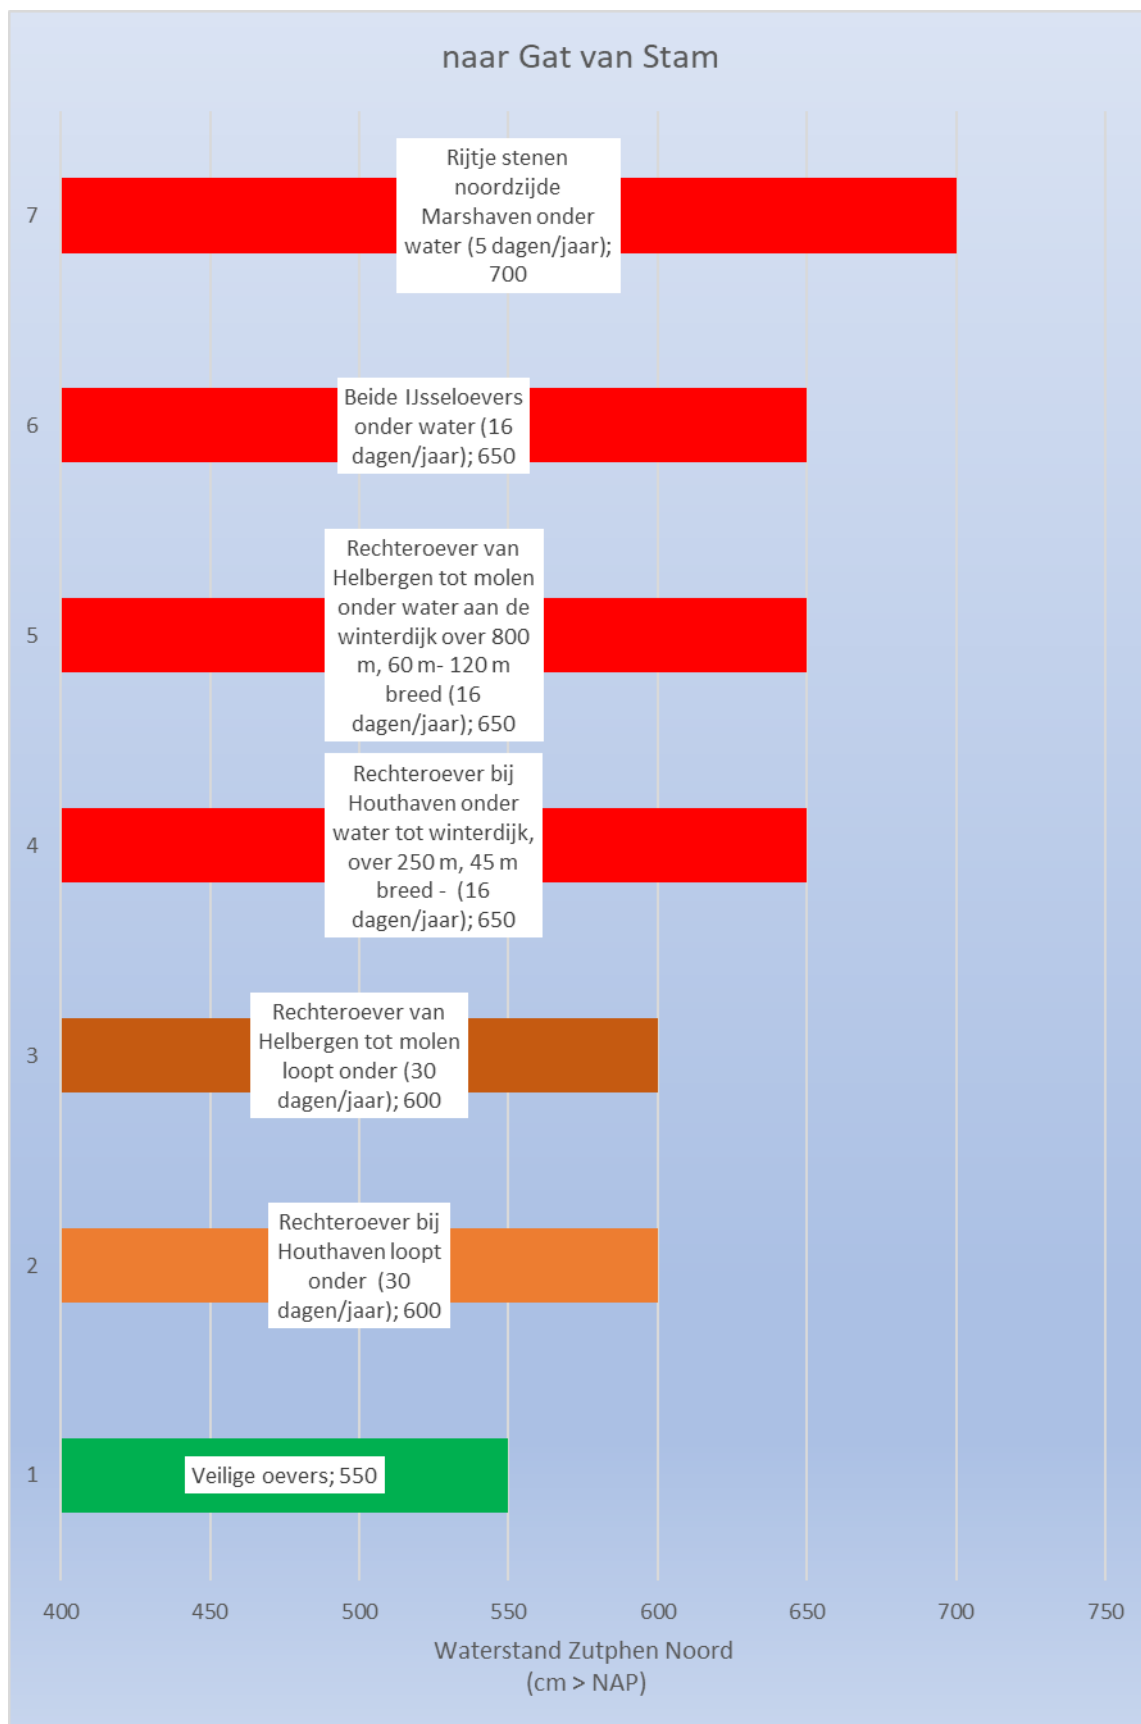 naar Gat van Stam
7
Rijtje stenen
noordzijde
Marshaven onder
water (5 dagen/jaar);
700
6
Beide IJsseloevers
onder water (16
dagen/jaar); 650
5
Rechteroever van
Helbergen tot molen
onder water aan de
winterdijk over 800
m, 60 m- 120 m
breed (16
dagen/jaar); 650
4
Rechteroever bij
Houthaven onder
water tot winterdijk,
over 250 m, 45 m
breed -  (16
dagen/jaar); 650
3
Rechteroever van
Helbergen tot molen
loopt onder (30
dagen/jaar); 600
2
Rechteroever bij
Houthaven loopt
onder  (30
dagen/jaar); 600
1
Veilige oevers; 550
400 450 500 550 600 650 700 750
Waterstand Zutphen Noord
(cm > NAP)